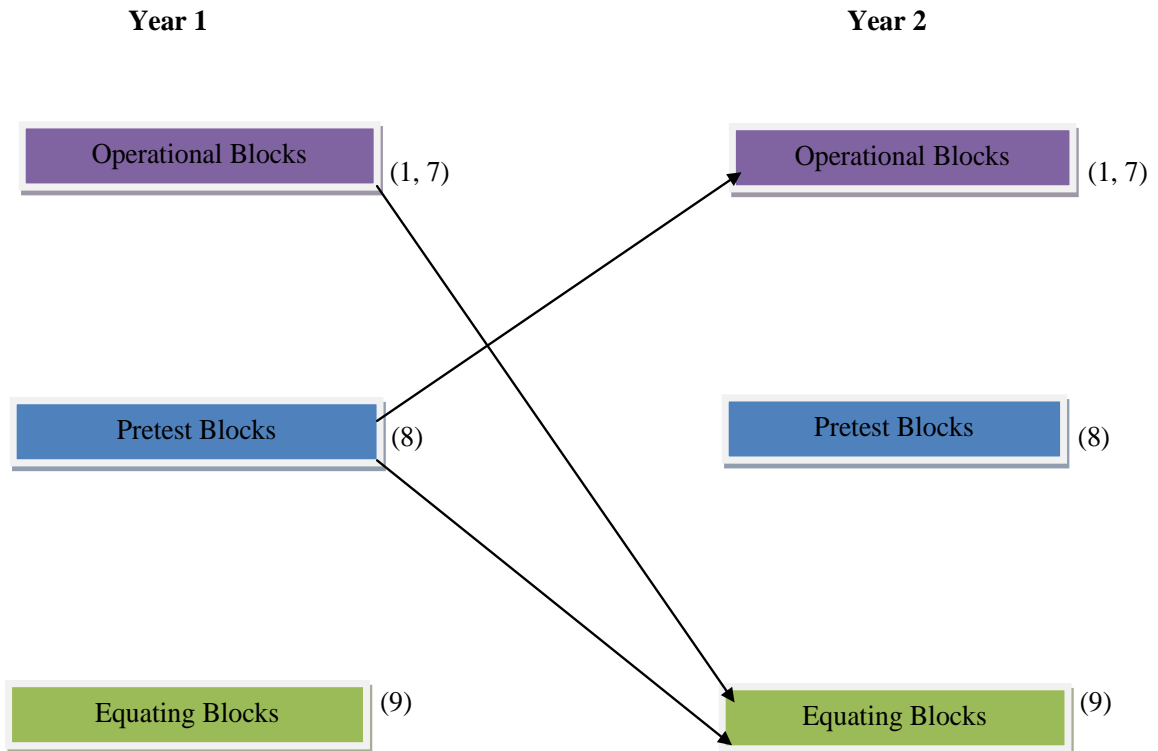 Year 1
Year 2
Operational Blocks
(1, 7)
Operational Blocks
(1, 7)
Pretest Blocks
(8)
Pretest Blocks
(8)
Equating Blocks
(9)
Equating Blocks
(9)